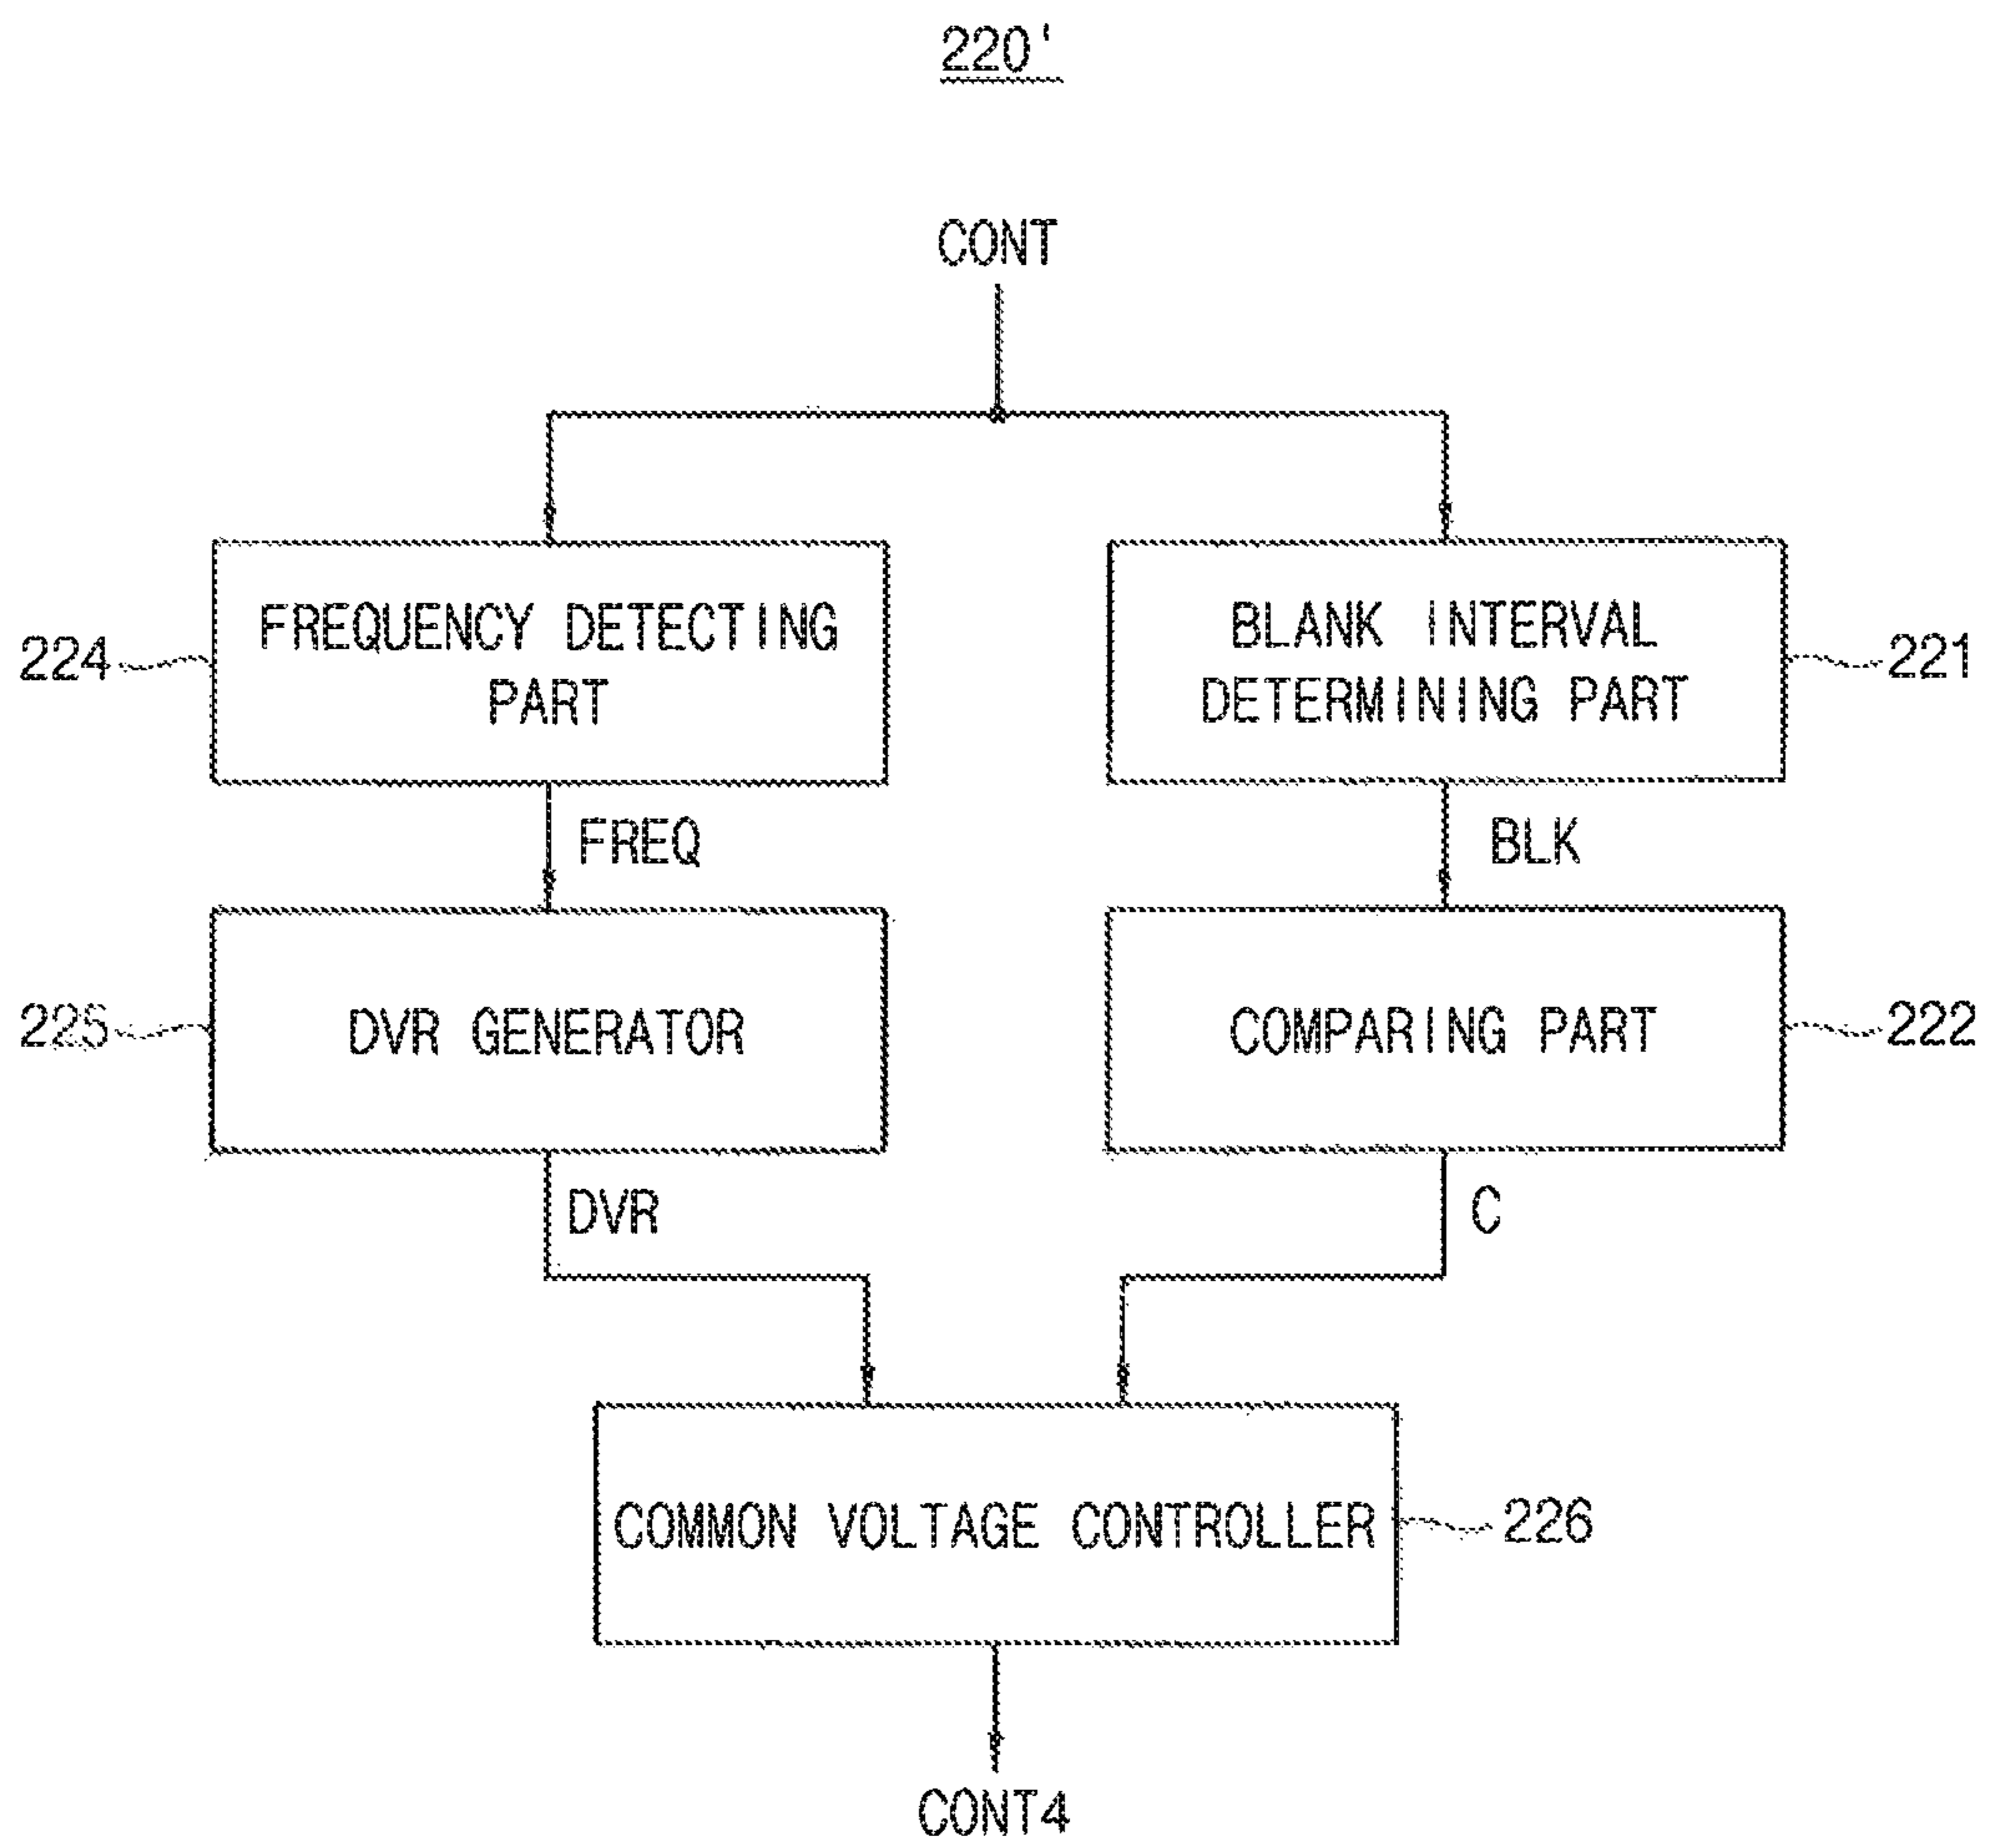 220'
CONT
FREQUENCY DETECTING
PART
224
BLANK INTERVAL
DETERMINING PART
221
FREQ
BLK
225
DVR GENERATOR
COMPARING PART
222
DVR
C
COMMON VOLTAGE CONTROLLER
226
CONT4